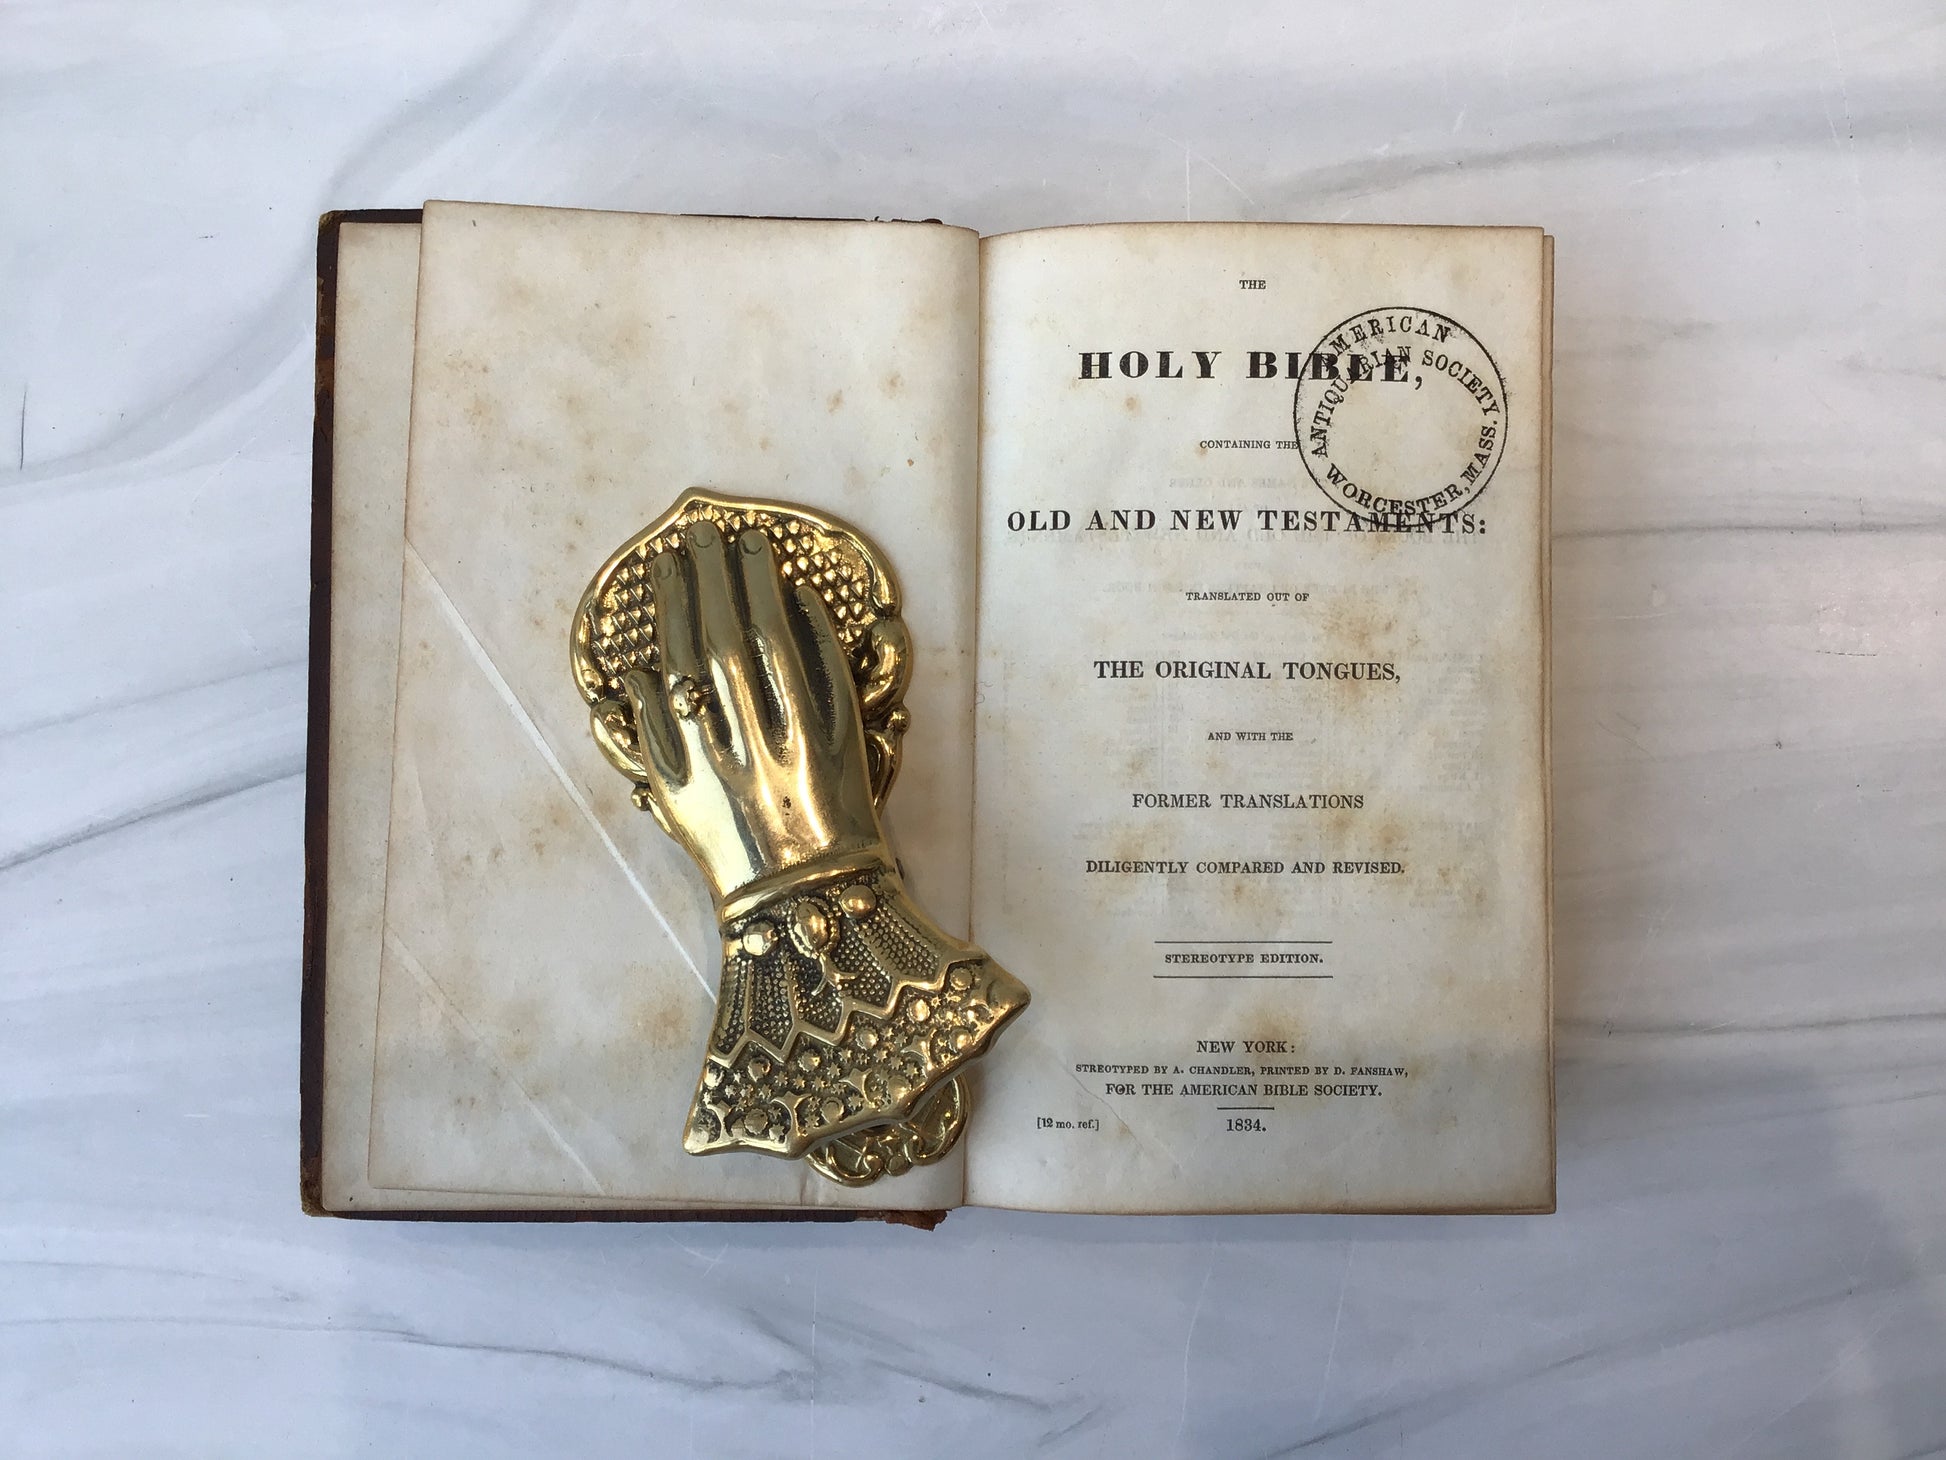 THE
HOLY BIBLE,
CONTAINING THE
OLD AND NEW TESTAMENTS:
TRANSLATED OUT OF
THE ORIGINAL TONGUES,
AND WITH THE
FORMER TRANSLATIONS
DILIGENTLY COMPARED AND REVISED.
STEREOTYPE EDITION.
NEW YORK:
STREOTYPED BY A. CHANDLER, PRINTED BY D. FANSHAW,
FOR THE AMERICAN BIBLE SOCIETY.
[12 mo. ref.]
1834.
AMERICAN
ANTIQUARIAN SOCIETY
WORCESTER, MASS.